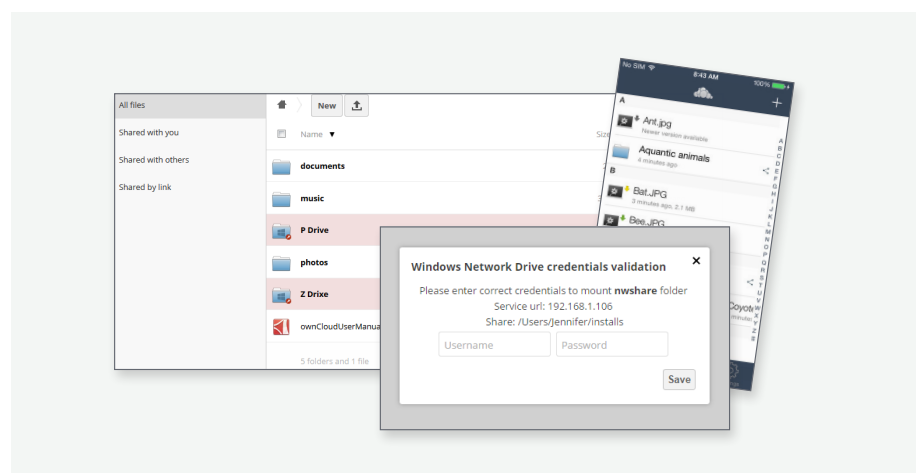 All files
Shared with you
Shared with others
Shared by link
New
Name ▼
documents
music
P Drive
photos
Z Drixe
ownCloudUserManua
5 folders and 1 file
No SIM 8:43 AM 100%
A
Ant.jpg
Newer version available
Aquantic animals
4 minutes ago
B
Bat.JPG
3 minutes ago, 2.1 MB
Bee.JPG
Coyote
minutes
A
B
C
D
E
F
G
H
I
J
K
L
M
N
O
P
Q
R
S
T
U
V
W
X
Y
Z
Windows Network Drive credentials validation
Please enter correct credentials to mount nwshare folder
Service url: 192.168.1.106
Share: /Users/Jennifer/installs
Username Password
Save